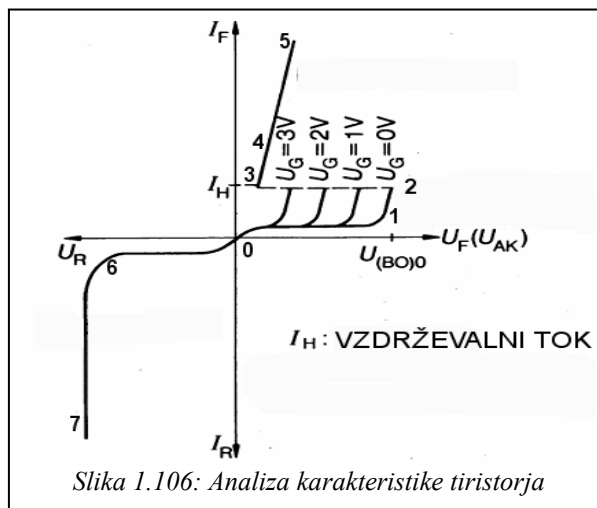 I_F
5
4
3
U_G=3V
U_G=2V
U_G=1V
U_G=0V
I_H
2
1
U_R
0
U_F(U_AK)
6
U_(BO)0
I_H : VZDRŽEVALNI TOK
7
I_R
Slika 1.106: Analiza karakteristike tiristorja